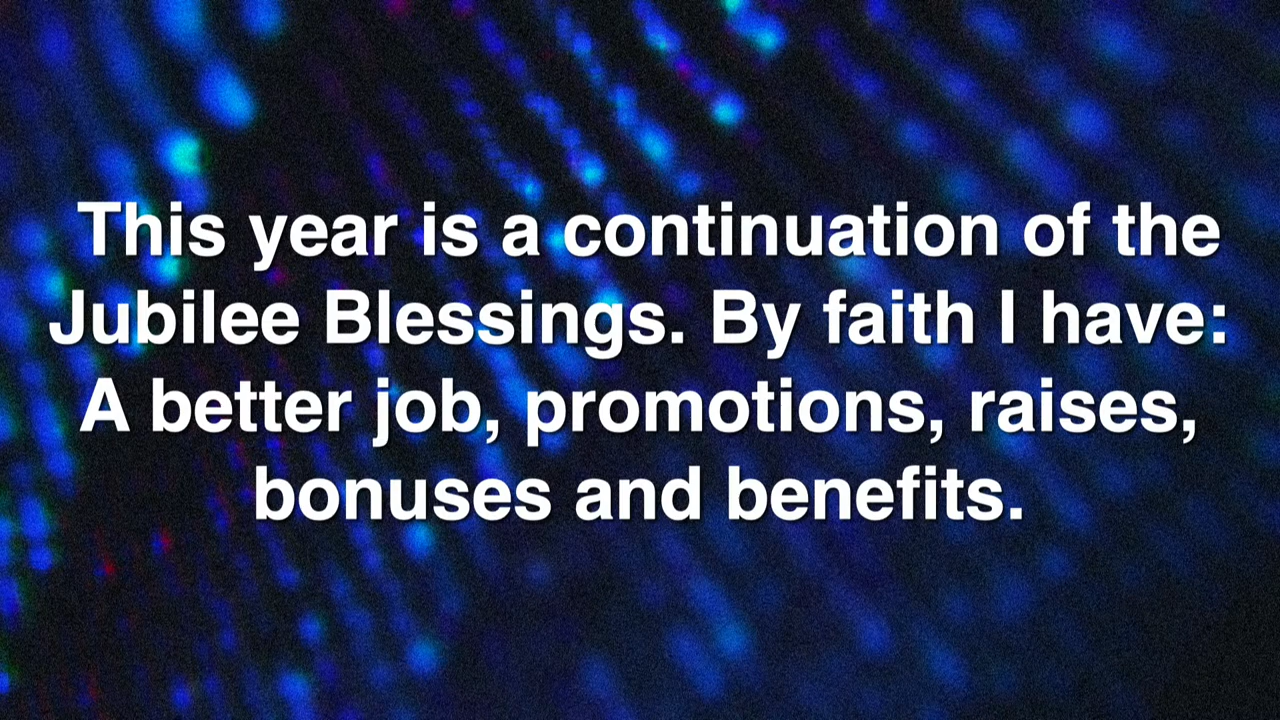 This year is a continuation of the
Jubilee Blessings. By faith I have:
A better job, promotions, raises,
bonuses and benefits.